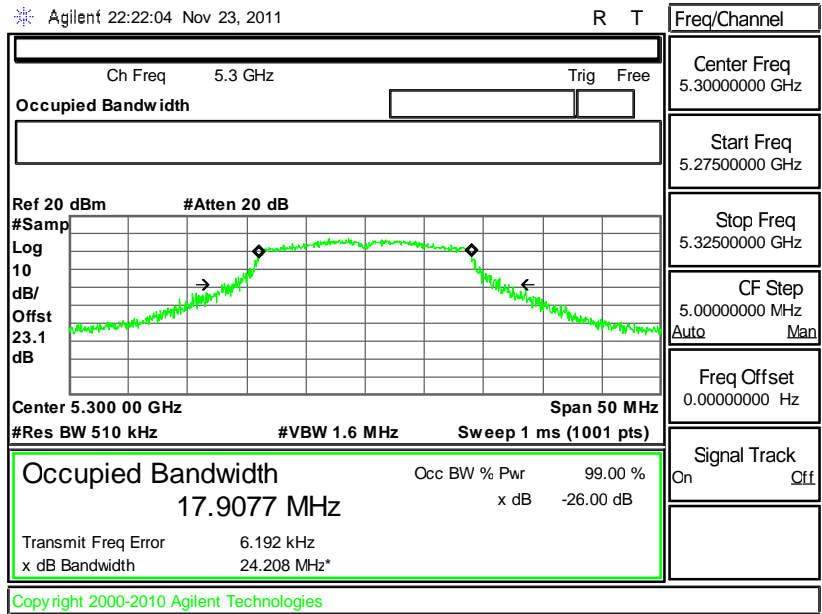 Agilent 22:22:04 Nov 23, 2011 R T
Freq/Channel
Ch Freq 5.3 GHz Trig Free
Occupied Bandwidth
Center Freq
5.30000000 GHz
Start Freq
5.27500000 GHz
Stop Freq
5.32500000 GHz
CF Step
5.00000000 MHz
Auto Man
Freq Offset
0.00000000 Hz
Signal Track
On Off
Ref 20 dBm #Atten 20 dB
#Samp
Log
10
dB/
Offst
23.1
dB
Center 5.300 00 GHz Span 50 MHz
#Res BW 510 kHz #VBW 1.6 MHz Sweep 1 ms (1001 pts)
Occupied Bandwidth
17.9077 MHz
Occ BW % Pwr 99.00 %
x dB -26.00 dB
Transmit Freq Error 6.192 kHz
x dB Bandwidth 24.208 MHz*
Copyright 2000-2010 Agilent Technologies